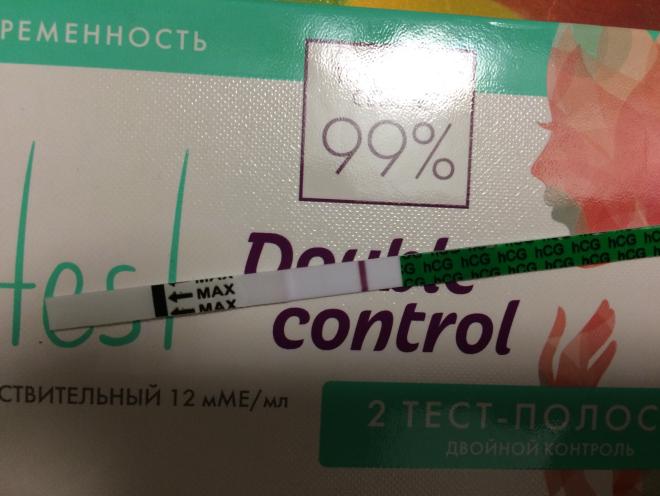 РЕМЕННОСТЬ
99%
test
Double
control
hCG hCG hCG hCG hCG hCG
MAX
MAX
MAX
СТВИТЕЛЬНЫЙ 12 мМЕ/мл
2 ТЕСТ-ПОЛОС
ДВОЙНОЙ КОНТРОЛЬ